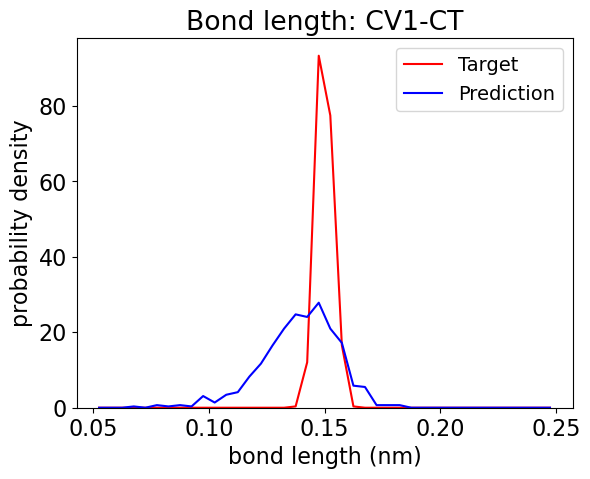 Bond length: CV1-CT
Target
Prediction
probability density
80
60
40
20
0
0.05 0.10 0.15 0.20 0.25
bond length (nm)